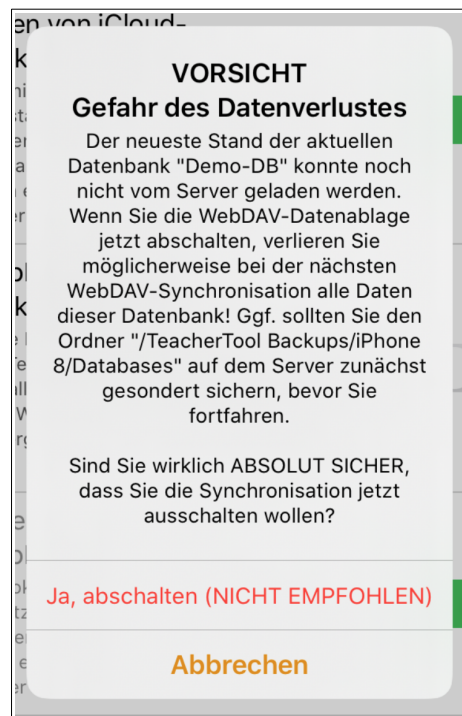 en von iCloud-
VORSICHT
Gefahr des Datenverlustes
Der neueste Stand der aktuellen
Datenbank "Demo-DB" konnte noch
nicht vom Server geladen werden.
Wenn Sie die WebDAV-Datenablage
jetzt abschalten, verlieren Sie
möglicherweise bei der nächsten
WebDAV-Synchronisation alle Daten
dieser Datenbank! Ggf. sollten Sie den
Ordner "/TeacherTool Backups/iPhone
8/Databases" auf dem Server zunächst
gesondert sichern, bevor Sie
fortfahren.
Sind Sie wirklich ABSOLUT SICHER,
dass Sie die Synchronisation jetzt
ausschalten wollen?
Ja, abschalten (NICHT EMPFOHLEN)
Abbrechen